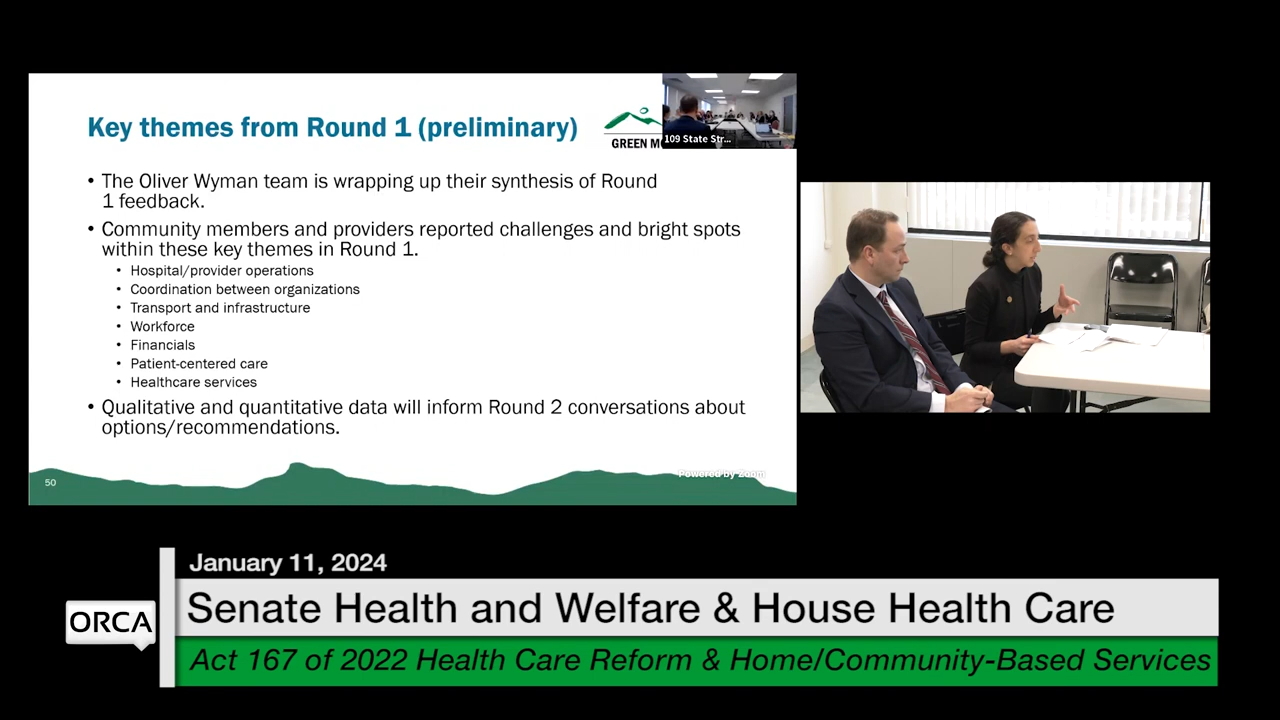 Key themes from Round 1 (preliminary)
GREEN MO
109 State Str...
• The Oliver Wyman team is wrapping up their synthesis of Round
1 feedback.
• Community members and providers reported challenges and bright spots
within these key themes in Round 1.
• Hospital/provider operations
• Coordination between organizations
• Transport and infrastructure
• Workforce
• Financials
• Patient-centered care
• Healthcare services
• Qualitative and quantitative data will inform Round 2 conversations about
options/recommendations.
50
Powered by Zoom
January 11, 2024
ORCA
Senate Health and Welfare & House Health Care
Act 167 of 2022 Health Care Reform & Home/Community-Based Services